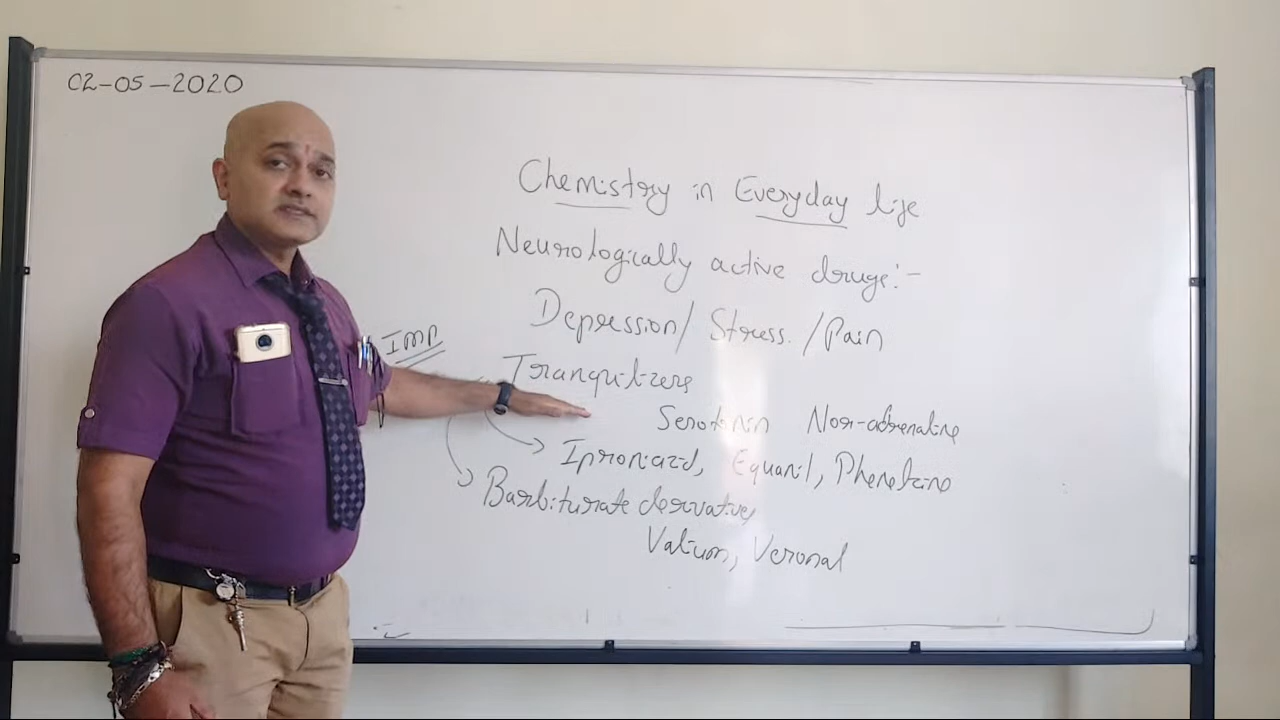 02-05-2020
Chemistry in Everyday life
Neurologically active drugs:-
Depression/ Stress. /Pain
IMP
Tranquilizers
Serotonin Nor-adrenaline
Iproniazid, Equanil, Phenelzine
Barbiturate derivative,
Valium, Veronal